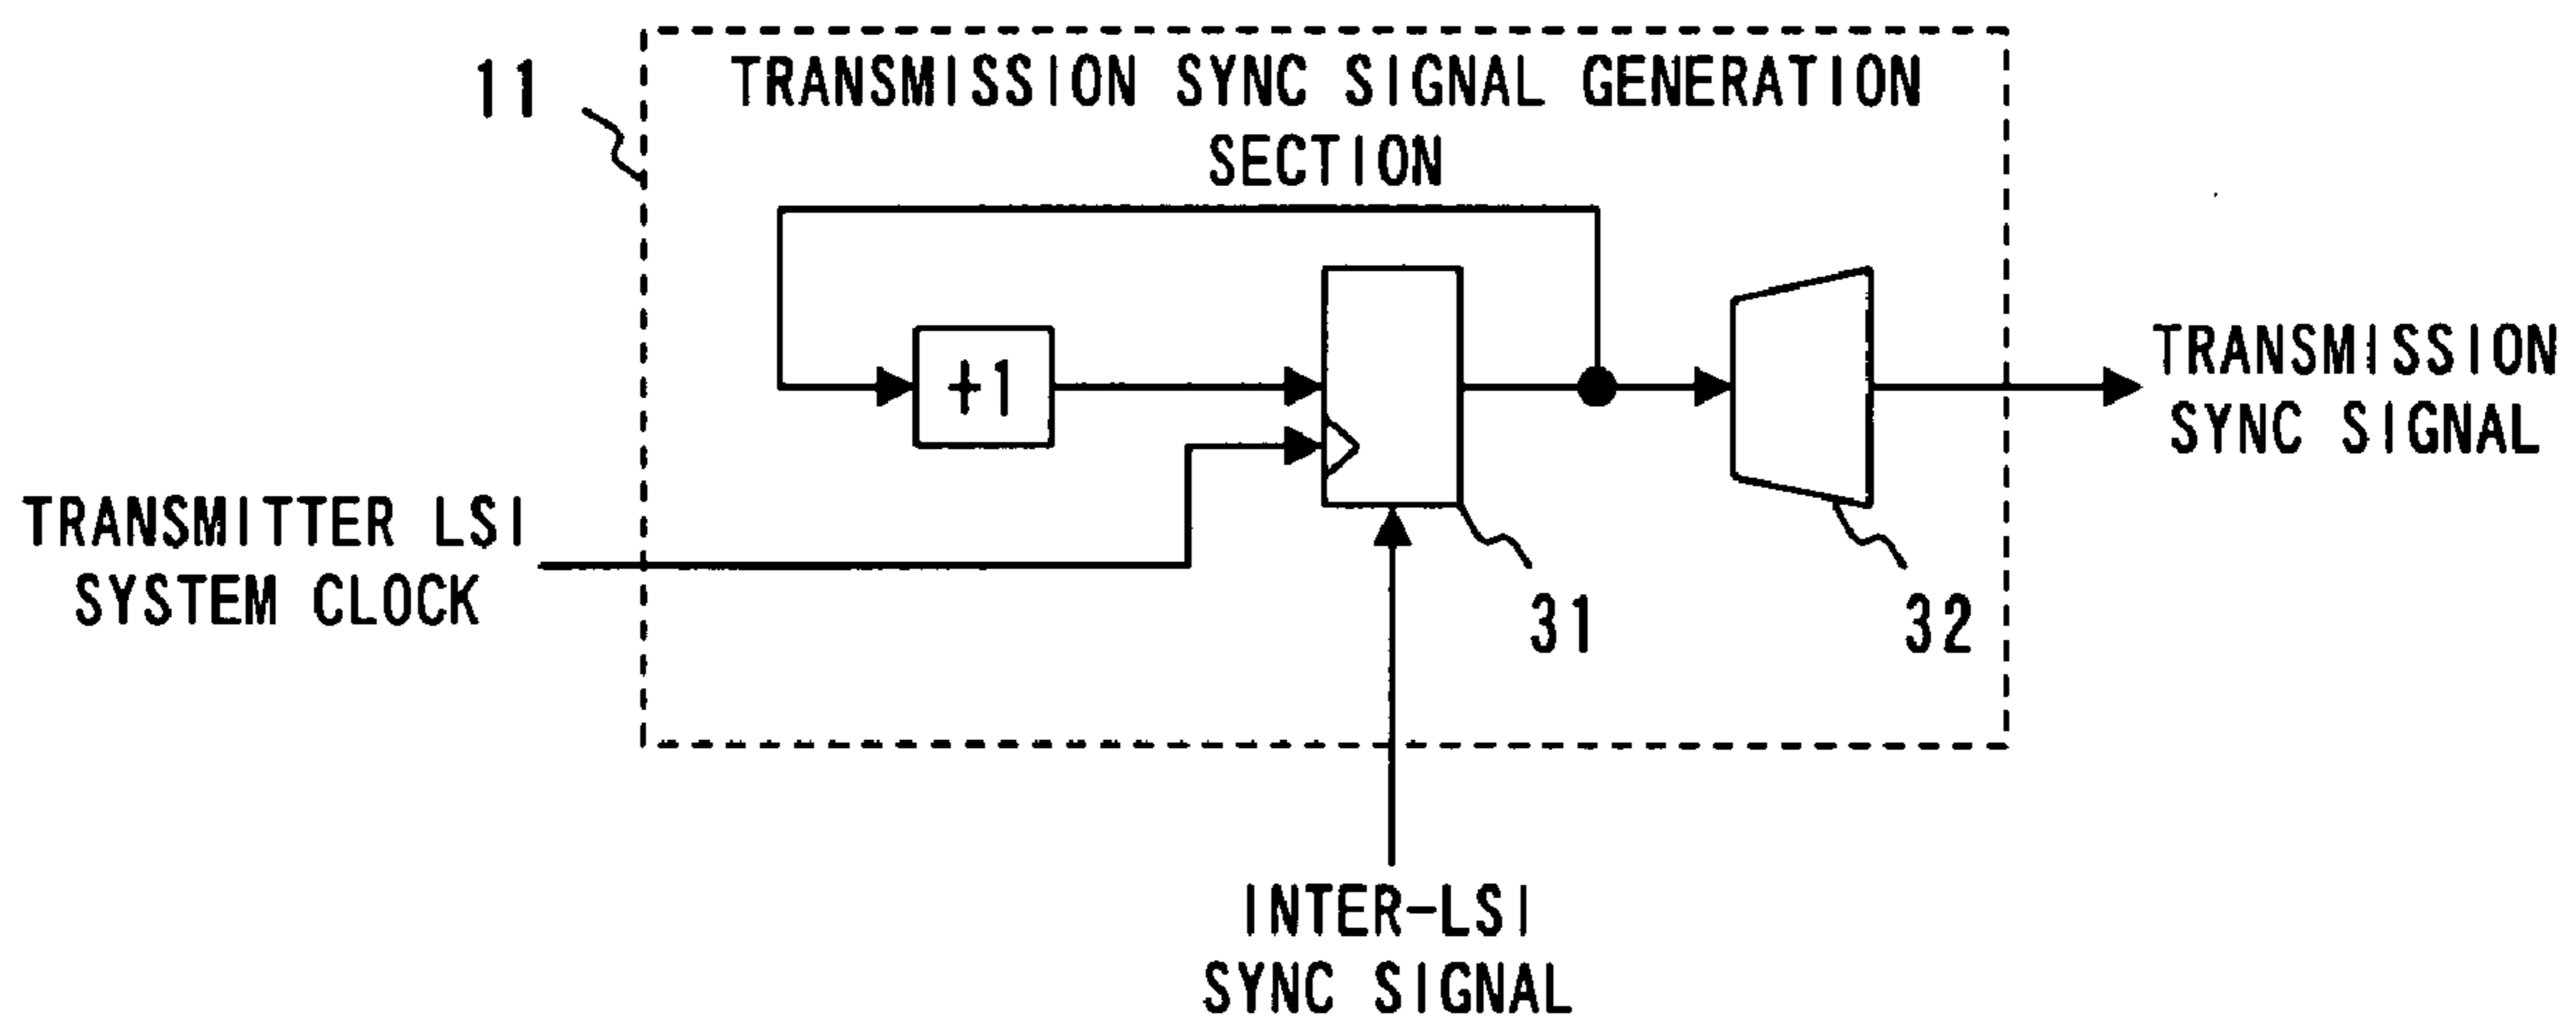 11
TRANSMISSION SYNC SIGNAL GENERATION
SECTION
+1
TRANSMISSION
SYNC SIGNAL
TRANSMITTER LSI
SYSTEM CLOCK
31
32
INTER-LSI
SYNC SIGNAL